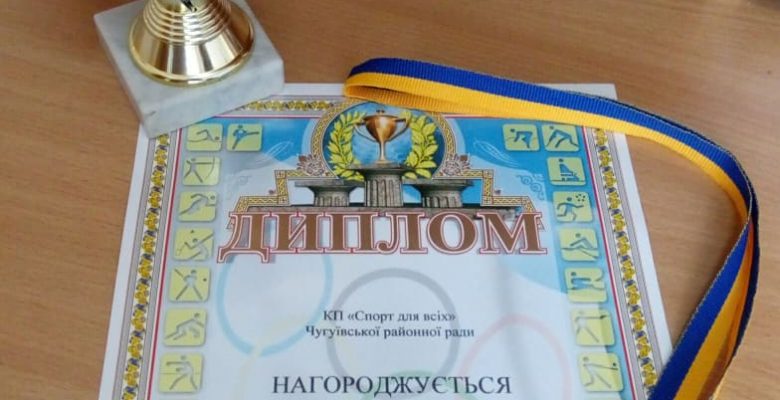 ДИПЛОМ
КП «Спорт для всіх»
Чугуївської районної ради
НАГОРОДЖУЄТЬСЯ